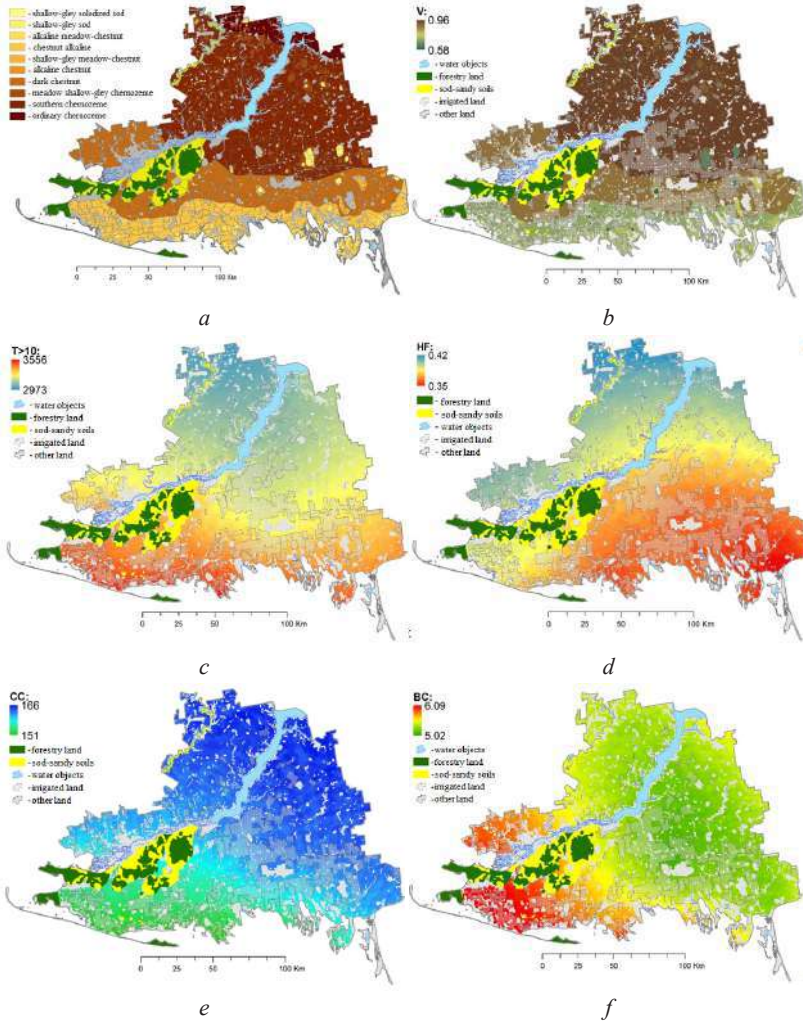 - shallow-gley solodized sod
- shallow-gley sod
- alkaline meadow-chestnut
- chestnut alkaline
- shallow-gley meadow-chestnut
- alkaline chestnut
- dark chestnut
- meadow shallow-gley chernozems
- southern chernozems
- ordinary chernozems
0 25 50 100 Km
a
V:
0.96
0.58
- water objects
- forestry land
- sod-sandy soils
- irrigated land
- other land
0 25 50 100 Km
b
T>10:
3556
2973
- water objects
- forestry land
- sod-sandy soils
- irrigated land
- other land
0 25 50 100 Km
c
HF:
0.42
0.35
- forestry land
- sod-sandy soils
- water objects
- irrigated land
- other land
0 25 50 100 Km
d
CC:
166
151
- forestry land
- sod-sandy soils
- water objects
- irrigated land
- other land
0 25 50 100 Km
e
BC:
6.09
5.02
- water objects
- forestry land
- sod-sandy soils
- irrigated land
- other land
0 25 50 100 Km
f